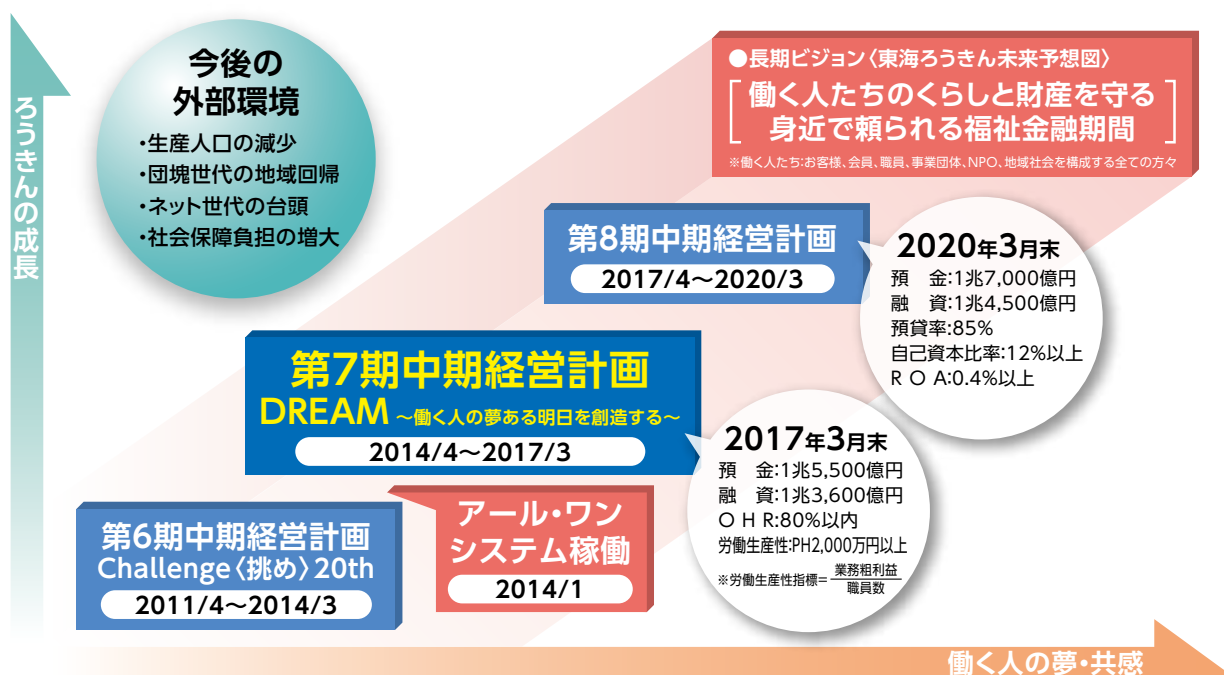 ろうきんの成長
今後の
外部環境
・生産人口の減少
・団塊世代の地域回帰
・ネット世代の台頭
・社会保障負担の増大
●長期ビジョン〈東海ろうきん未来予想図〉
働く人たちのくらしと財産を守る
身近で頼られる福祉金融期間
※働く人たち:お客様、会員、職員、事業団体、NPO、地域社会を構成する全ての方々
第8期中期経営計画
2017/4〜2020/3
2020年3月末
預　金:1兆7,000億円
融　資:1兆4,500億円
預貸率:85%
自己資本比率:12%以上
R O A:0.4%以上
第7期中期経営計画
DREAM 〜働く人の夢ある明日を創造する〜
2014/4〜2017/3
2017年3月末
預　金:1兆5,500億円
融　資:1兆3,600億円
O H R:80%以内
労働生産性:PH2,000万円以上
※労働生産性指標=業務粗利益
職員数
第6期中期経営計画
Challenge〈挑め〉20th
2011/4〜2014/3
アール・ワン
システム稼働
2014/1
働く人の夢・共感